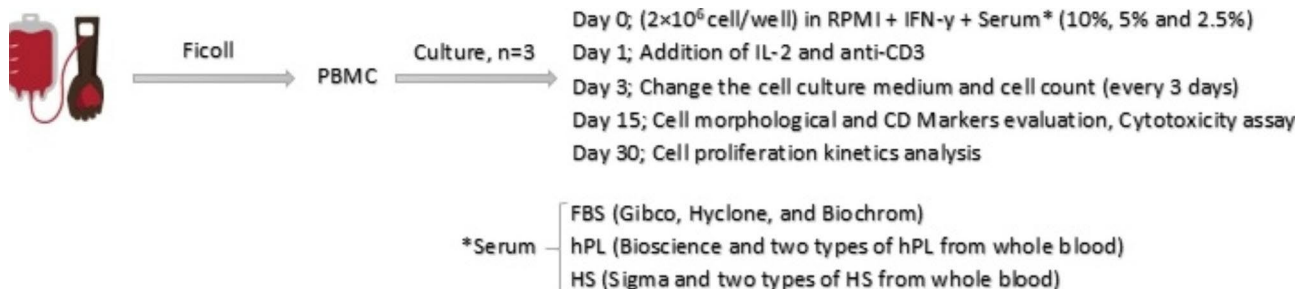 Ficoll
PBMC
Culture, n=3
Day 0; (2×10⁶ cell/well) in RPMI + IFN-γ + Serum* (10%, 5% and 2.5%)
Day 1; Addition of IL-2 and anti-CD3
Day 3; Change the cell culture medium and cell count (every 3 days)
Day 15; Cell morphological and CD Markers evaluation, Cytotoxicity assay
Day 30; Cell proliferation kinetics analysis
*Serum
FBS (Gibco, Hyclone, and Biochrom)
hPL (Bioscience and two types of hPL from whole blood)
HS (Sigma and two types of HS from whole blood)